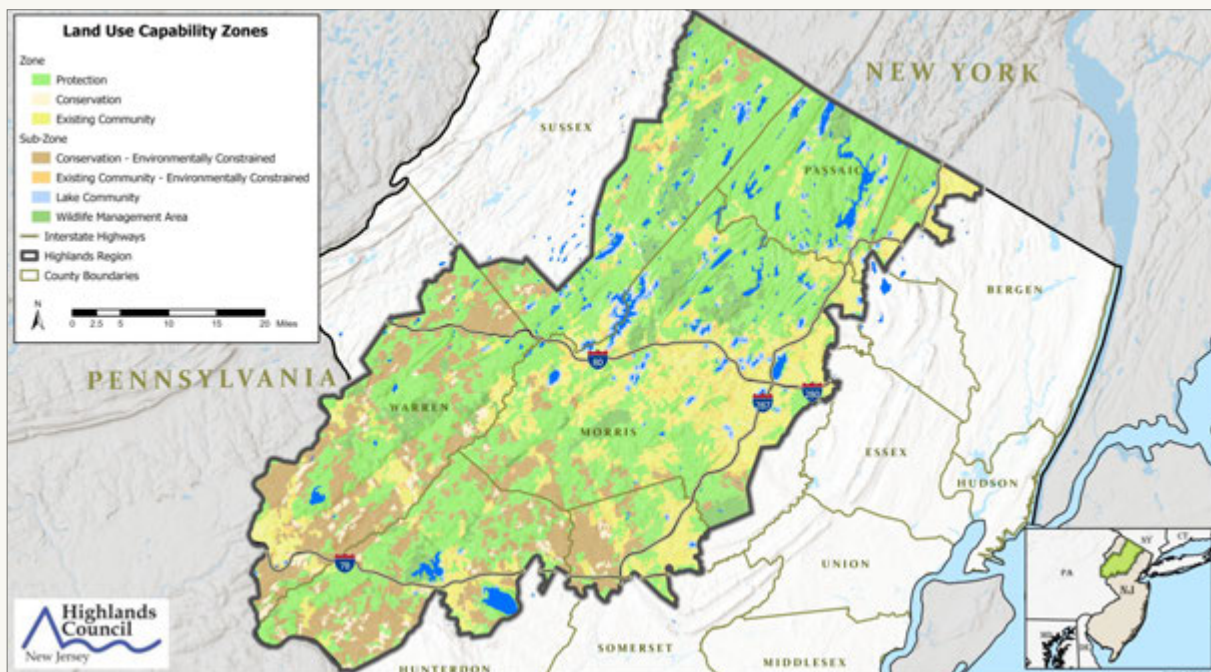 Land Use Capability Zones
Zone
Protection
Conservation
Existing Community
Sub-Zone
Conservation - Environmentally Constrained
Existing Community - Environmentally Constrained
Lake Community
Wildlife Management Area
Interstate Highways
Highlands Region
County Boundaries
N
0 2.5 5 10 15 20 Miles
NEW YORK
SUSSEX
PASSAIC
BERGEN
PENNSYLVANIA
80
287
280
WARREN
MORRIS
ESSEX
HUDSON
78
UNION
SOMERSET
HUNTERDON
MIDDLESEX
Highlands
Council
New Jersey
NY
CT
PA
NJ